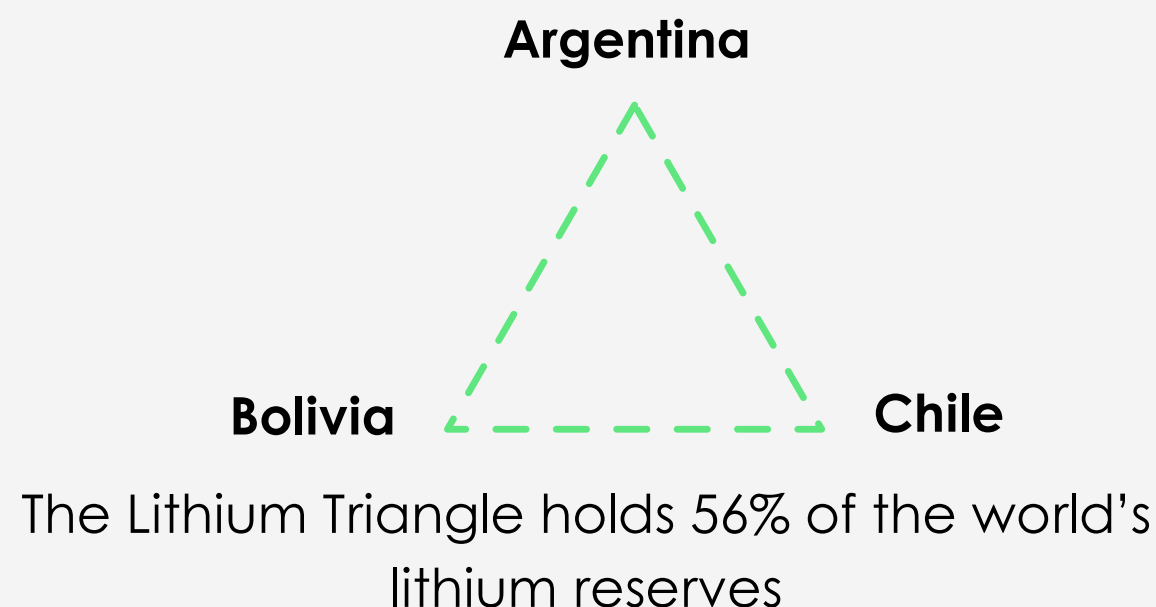 Argentina
Bolivia
Chile
The Lithium Triangle holds 56% of the world's
lithium reserves